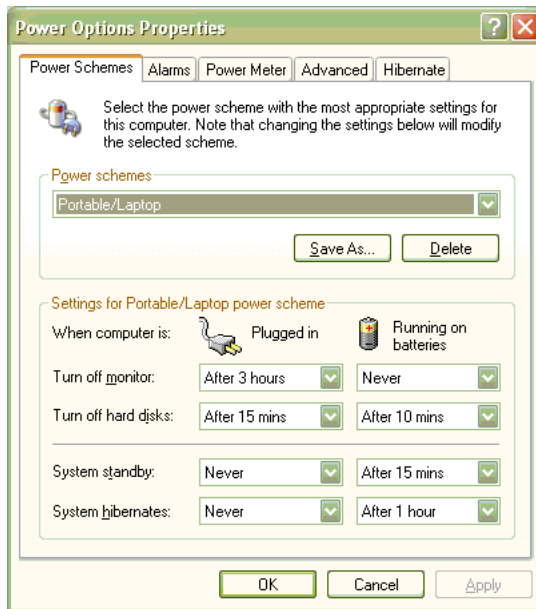 Power Options Properties
Power Schemes Alarms Power Meter Advanced Hibernate
Select the power scheme with the most appropriate settings for
this computer. Note that changing the settings below will modify
the selected scheme.
Power schemes
Portable/Laptop
Save As... Delete
Settings for Portable/Laptop power scheme
When computer is: Plugged in Running on
batteries
Turn off monitor: After 3 hours Never
Turn off hard disks: After 15 mins After 10 mins
System standby: Never After 15 mins
System hibernates: Never After 1 hour
OK Cancel Apply